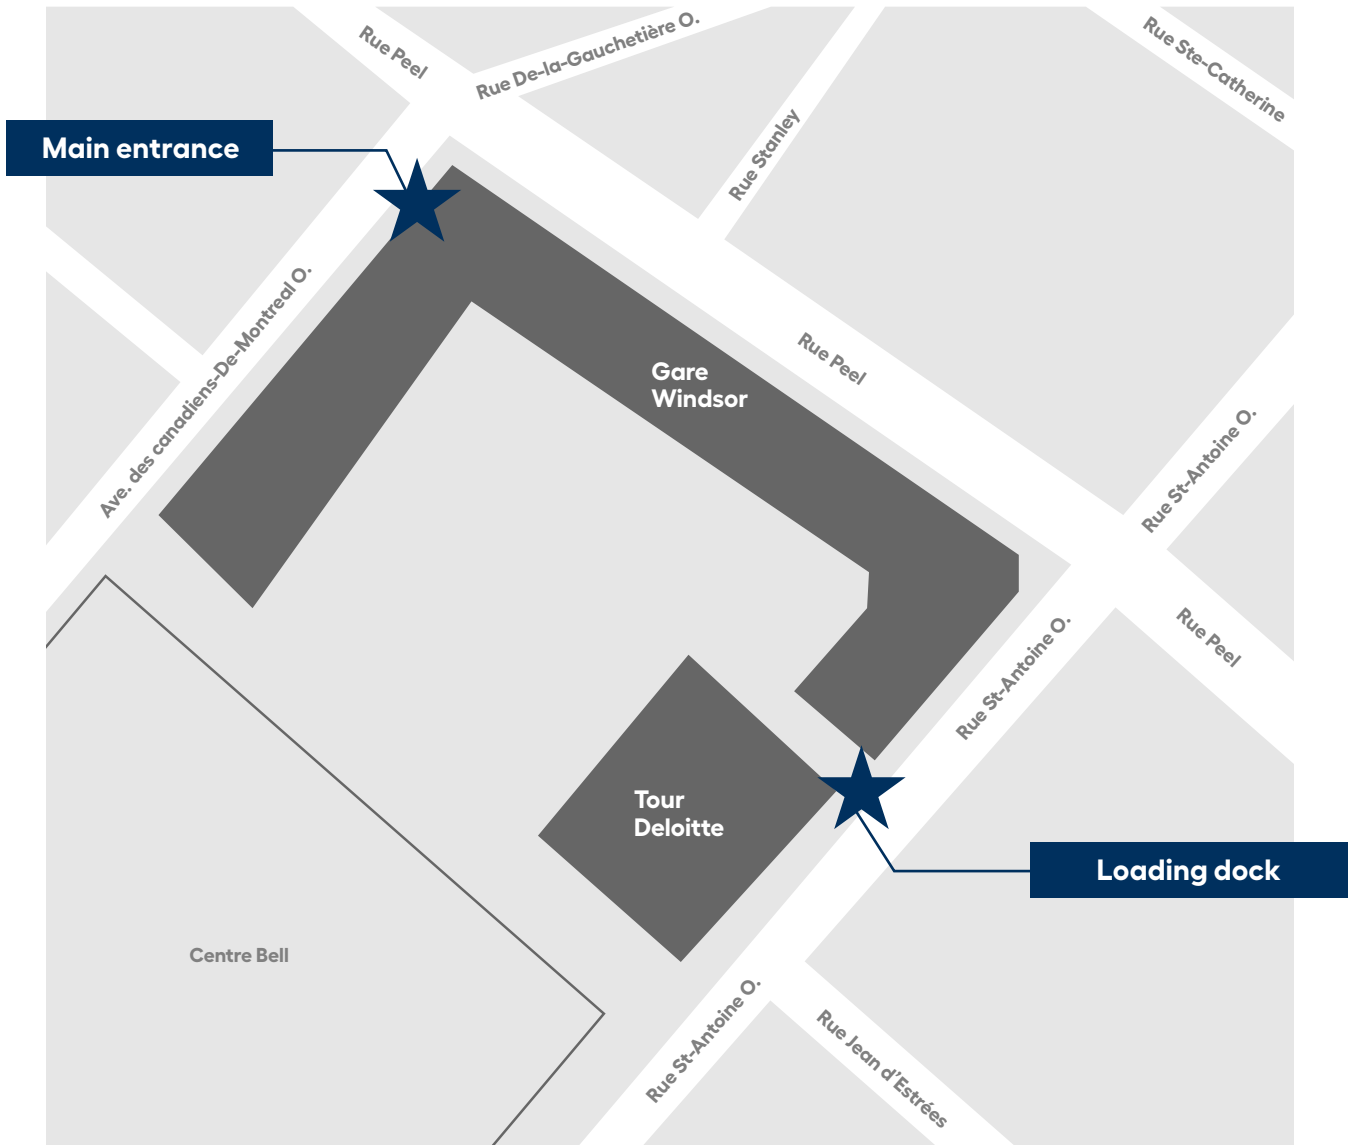 Rue Peel
Rue De-la-Gauchetière O.
Rue Ste-Catherine
Main entrance
Rue Stanley
Ave. des canadiens-De-Montreal O.
Rue Peel
Gare
Windsor
Rue St-Antoine O.
Rue St-Antoine O.
Rue Peel
Tour
Deloitte
Loading dock
Centre Bell
Rue St-Antoine O.
Rue Jean d'Estrées